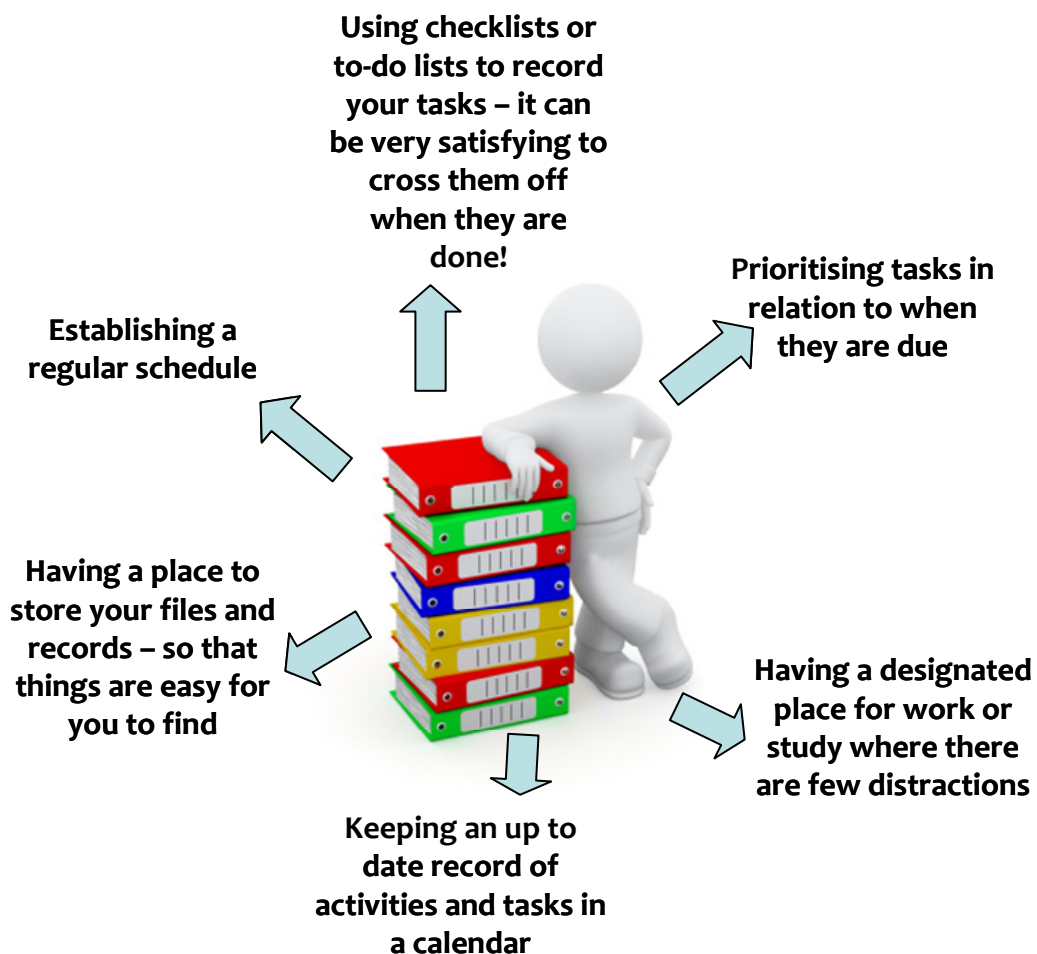 Using checklists or
to-do lists to record
your tasks – it can
be very satisfying to
cross them off
when they are
done!
Prioritising tasks in
relation to when
they are due
Establishing a
regular schedule
Having a place to
store your files and
records – so that
things are easy for
you to find
Having a designated
place for work or
study where there
are few distractions
Keeping an up to
date record of
activities and tasks in
a calendar